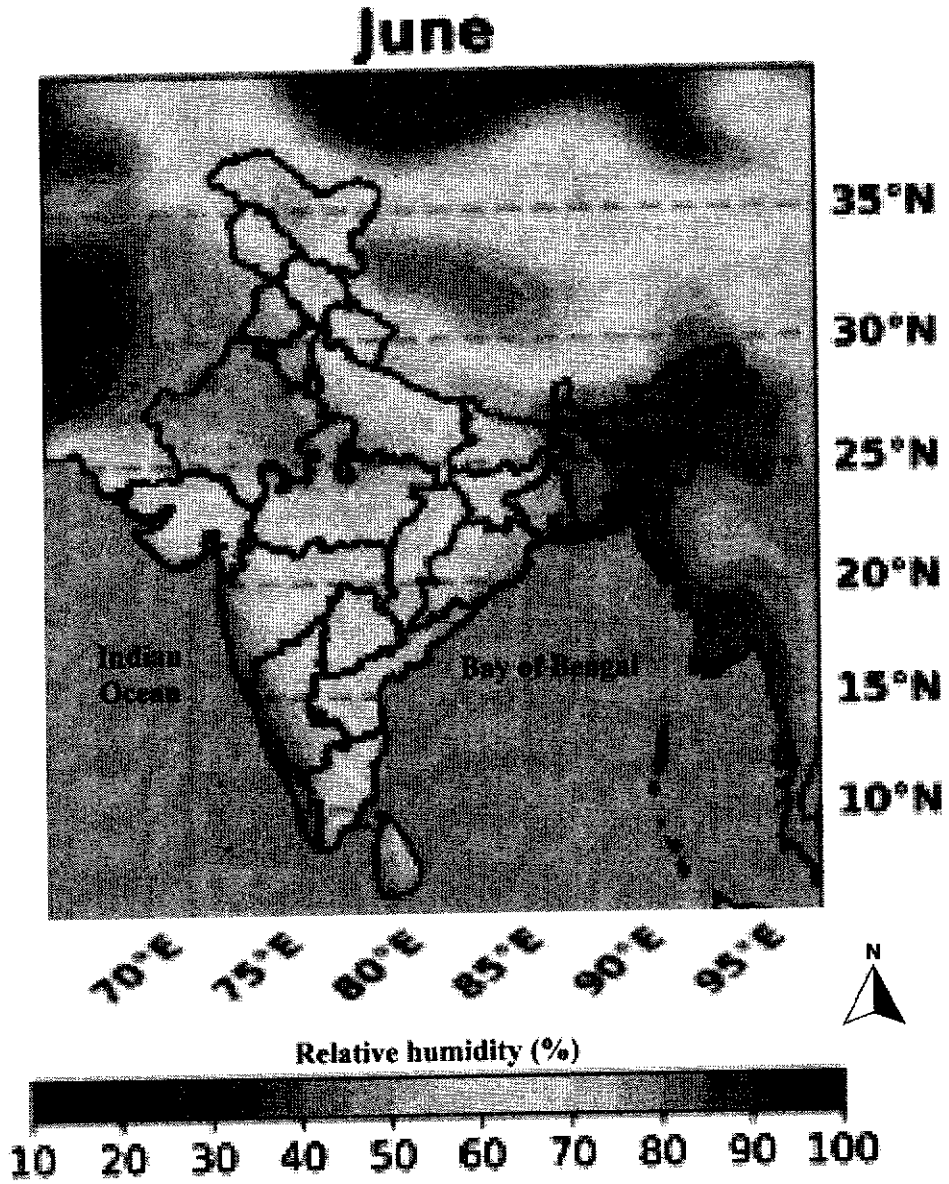 June
35°N
30°N
25°N
20°N
Indian
Ocean
Bay of Bengal
15°N
10°N
70°E 75°E 80°E 85°E 90°E 95°E
N
Relative humidity (%)
10 20 30 40 50 60 70 80 90 100